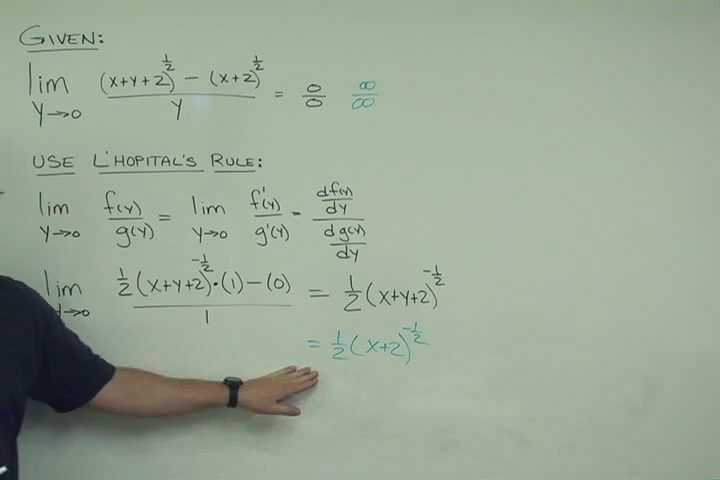 GIVEN:
lim y→0 ((x+y+2)^(1/2) − (x+2)^(1/2)) / y = 0/0 ∞/∞
USE L'HOPITAL'S RULE:
lim y→0 f(y)/g(y) = lim y→0 f'(y)/g'(y) = (df(y)/dy) / (dg(y)/dy)
lim y→0 (1/2 (x+y+2)^(-1/2) • (1) − (0)) / 1 = 1/2 (x+y+2)^(-1/2)
= 1/2 (x+2)^(-1/2)